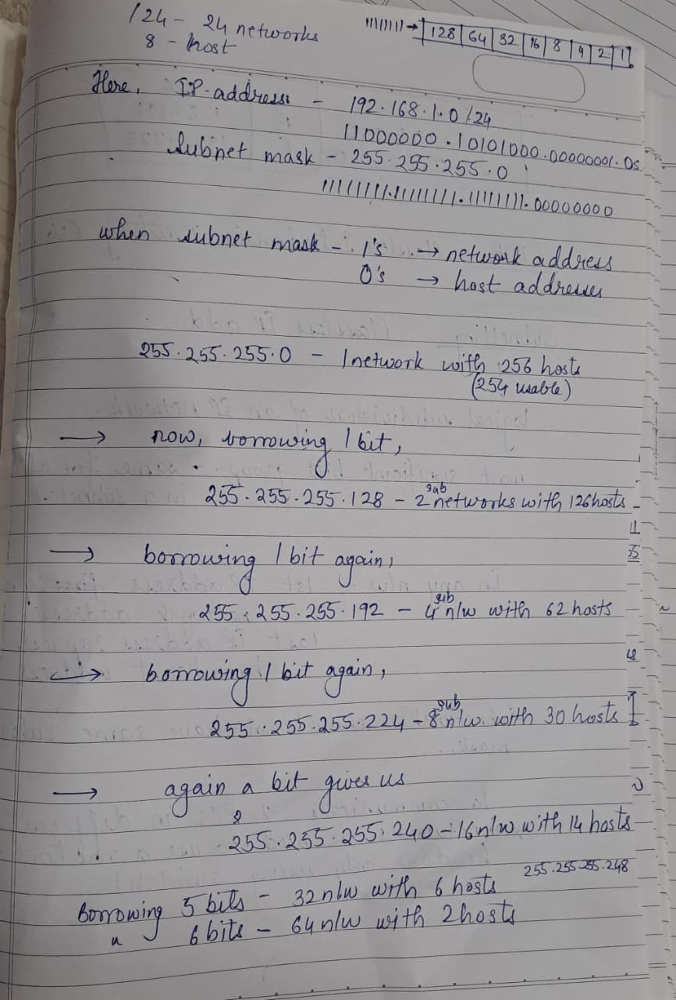 /24 - 24 networks
8 - host
11111111 → 128 64 32 16 8 4 2 1
Here, IP address - 192.168.1.0/24
11000000.10101000.00000001.0s
Subnet mask - 255.255.255.0
11111111.11111111.11111111.00000000
when subnet mask - 1's → network address
0's → host addresses
255.255.255.0 - 1 network with 256 hosts
(254 usable)
→ now, borrowing 1 bit,
255.255.255.128 - 2 subnetworks with 126 hosts
→ borrowing 1 bit again,
255.255.255.192 - 4 sub n/w with 62 hosts
→ borrowing 1 bit again,
255.255.255.224 - 8 sub n/w with 30 hosts
→ again a bit gives us
255.255.255.240 - 16 n/w with 14 hosts
255.255.255.248
Borrowing 5 bits - 32 n/w with 6 hosts
" 6 bits - 64 n/w with 2 hosts